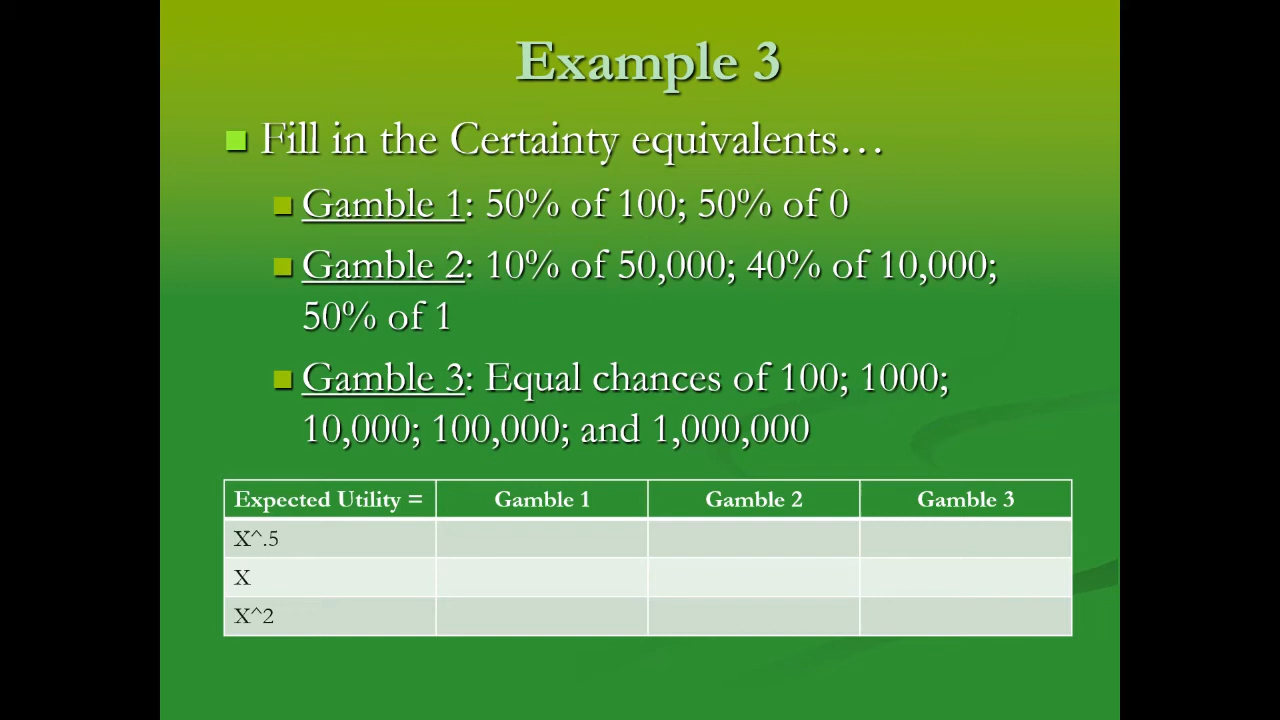 Example 3
Fill in the Certainty equivalents…
Gamble 1: 50% of 100; 50% of 0
Gamble 2: 10% of 50,000; 40% of 10,000;
50% of 1
Gamble 3: Equal chances of 100; 1000;
10,000; 100,000; and 1,000,000
Expected Utility = Gamble 1 Gamble 2 Gamble 3
X^.5
X
X^2